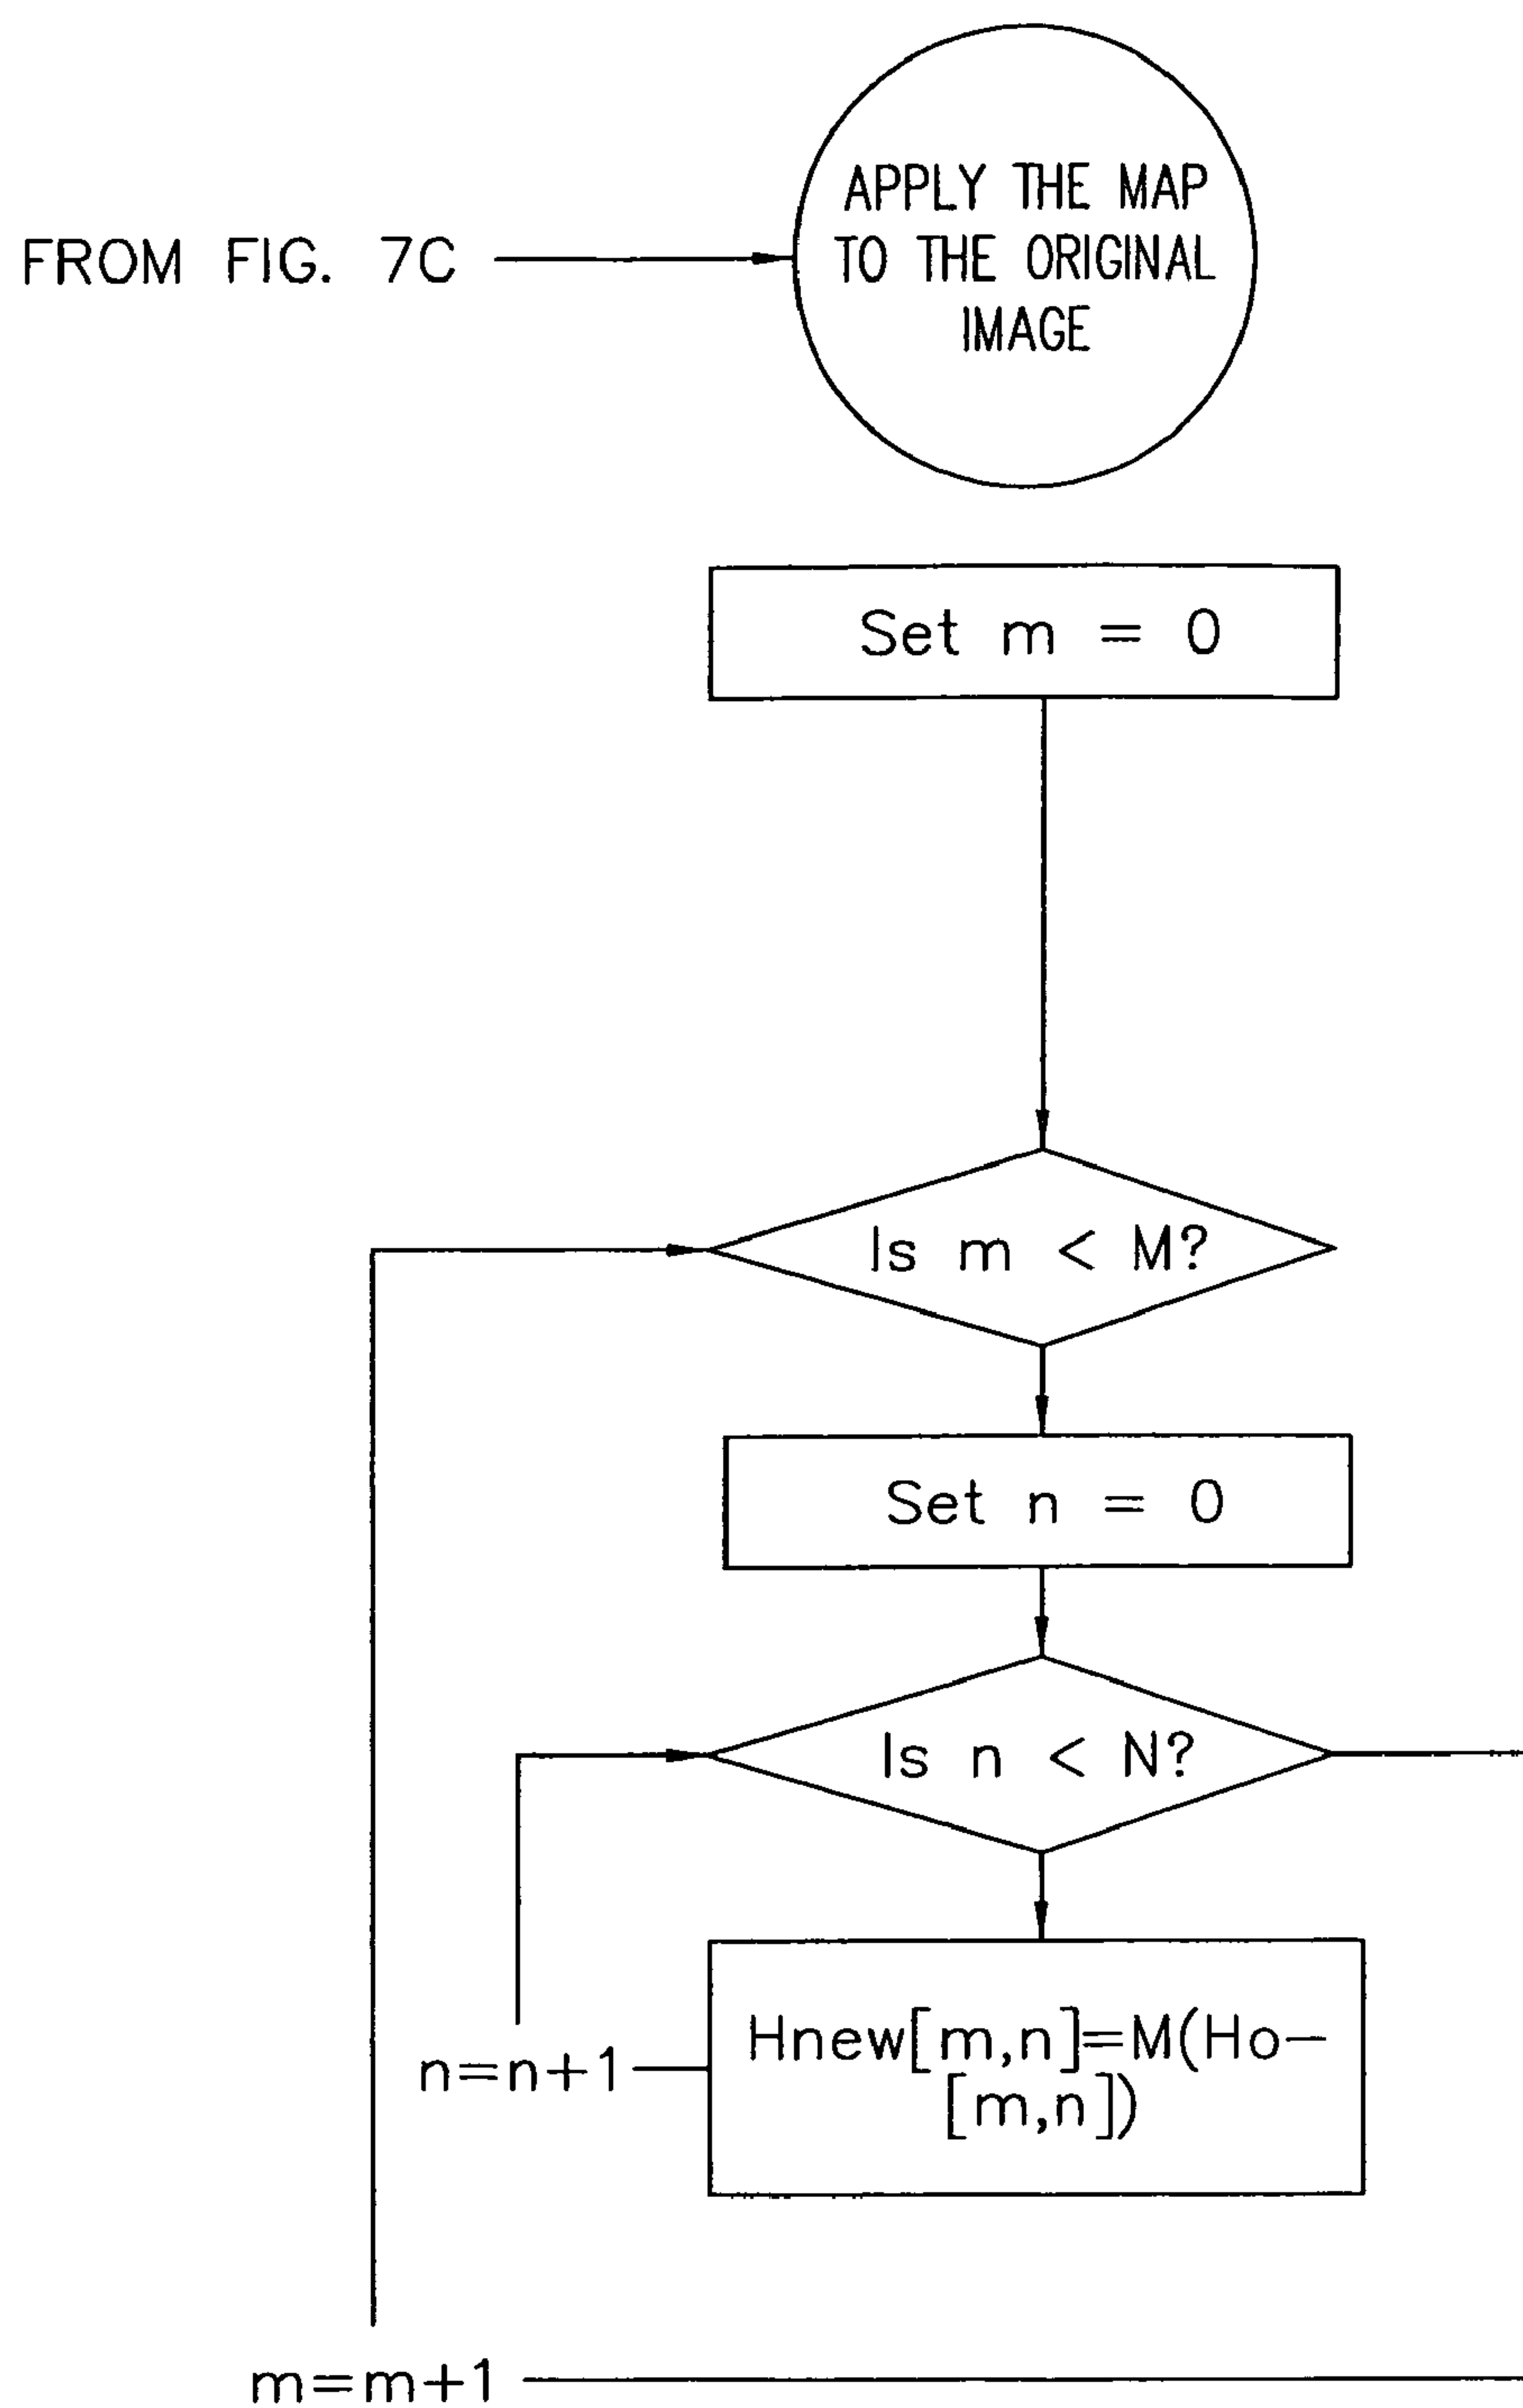 APPLY THE MAP
TO THE ORIGINAL
IMAGE
FROM FIG. 7C
Set m = 0
Is m < M?
Set n = 0
Is n < N?
Hnew[m,n]=M(Ho-
[m,n])
n=n+1
m=m+1